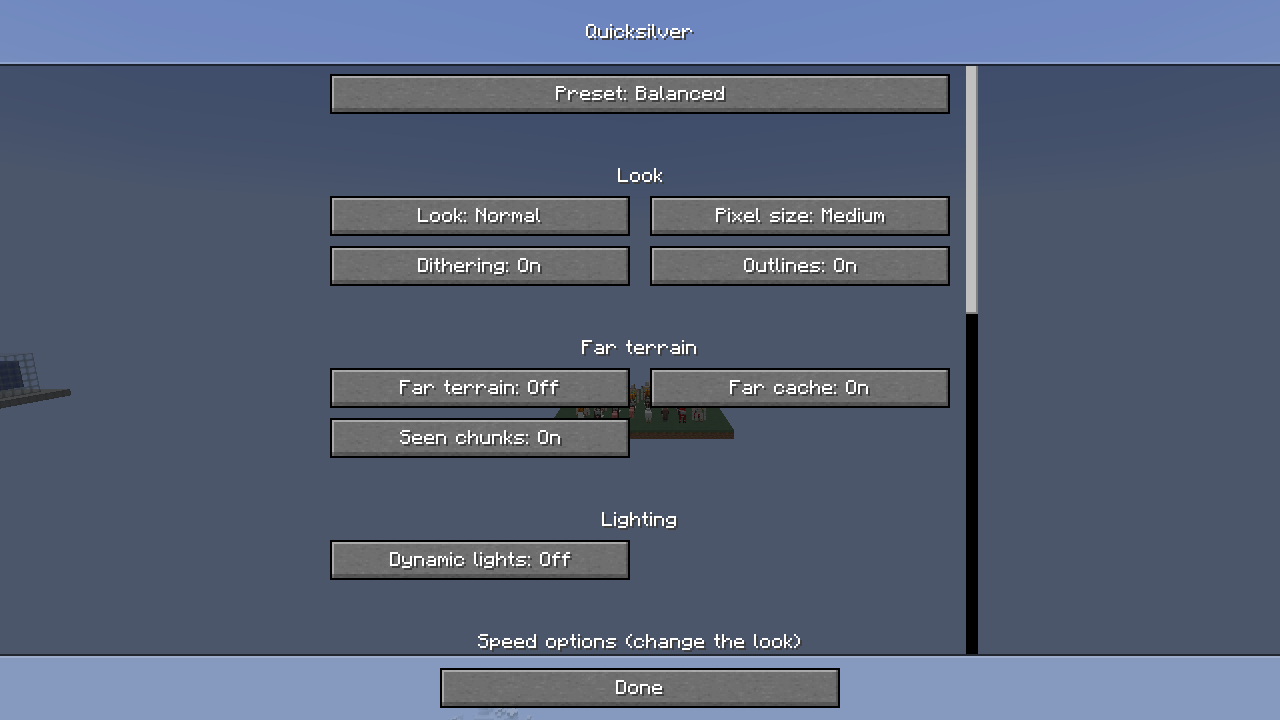 Quicksilver
Preset: Balanced
Look
Look: Normal
Pixel size: Medium
Dithering: On
Outlines: On
Far terrain
Far terrain: Off
Far cache: On
Seen chunks: On
Lighting
Dynamic lights: Off
Speed options (change the look)
Done